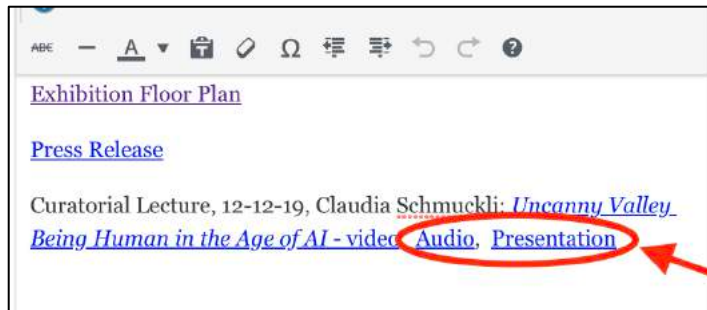 ABC A Ω ?
Exhibition Floor Plan
Press Release
Curatorial Lecture, 12-12-19, Claudia Schmuckli: Uncanny Valley
Being Human in the Age of AI - video Audio, Presentation